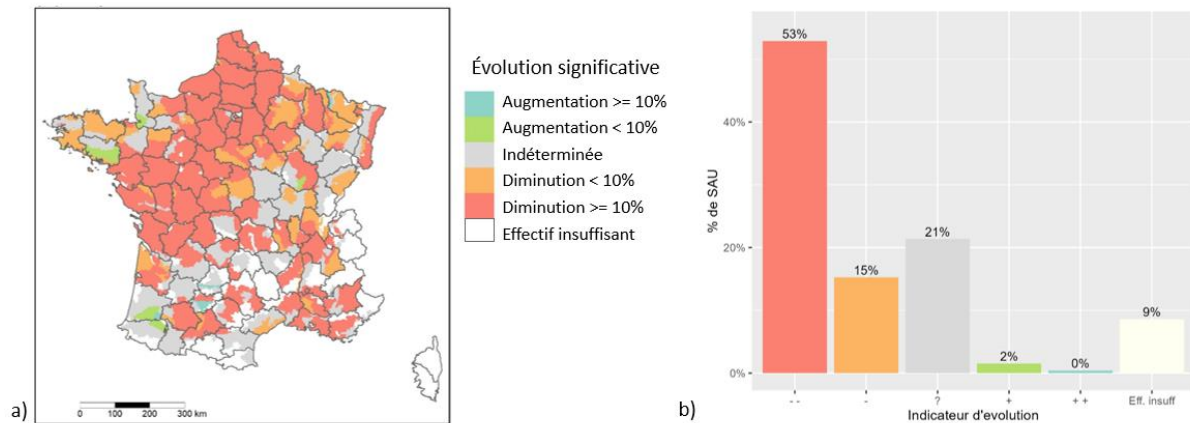 Évolution significative
Augmentation >= 10%
Augmentation < 10%
Indéterminée
Diminution < 10%
Diminution >= 10%
Effectif insuffisant
0 100 200 300 km
a)
53%
15%
21%
2%
0%
9%
% de SAU
40%
20%
0%
- -
-
?
+
+ +
Eff. insuff
Indicateur d'evolution
b)